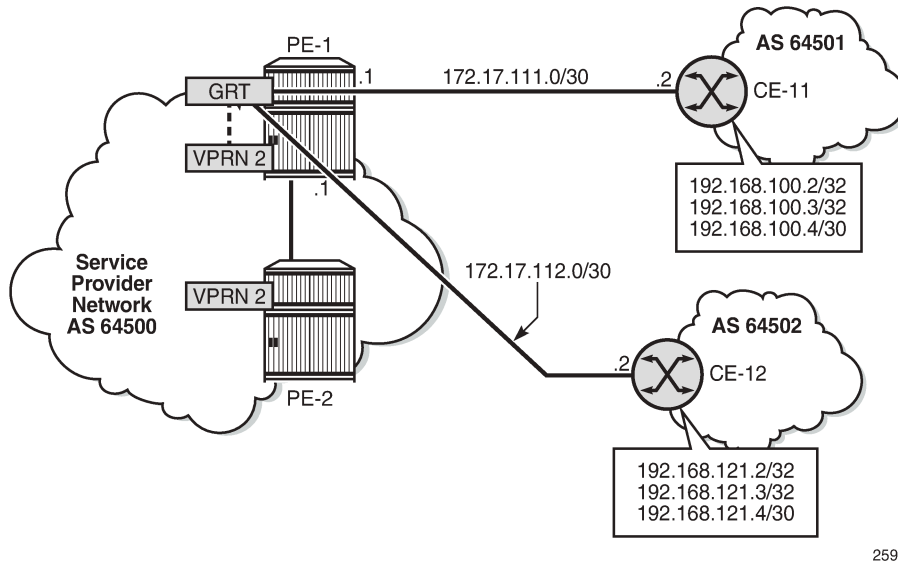 PE-1
AS 64501
GRT
.1
172.17.111.0/30
.2
CE-11
VPRN 2
.1
192.168.100.2/32
192.168.100.3/32
192.168.100.4/30
Service
Provider
Network
AS 64500
172.17.112.0/30
VPRN 2
AS 64502
.2
CE-12
PE-2
192.168.121.2/32
192.168.121.3/32
192.168.121.4/30
259